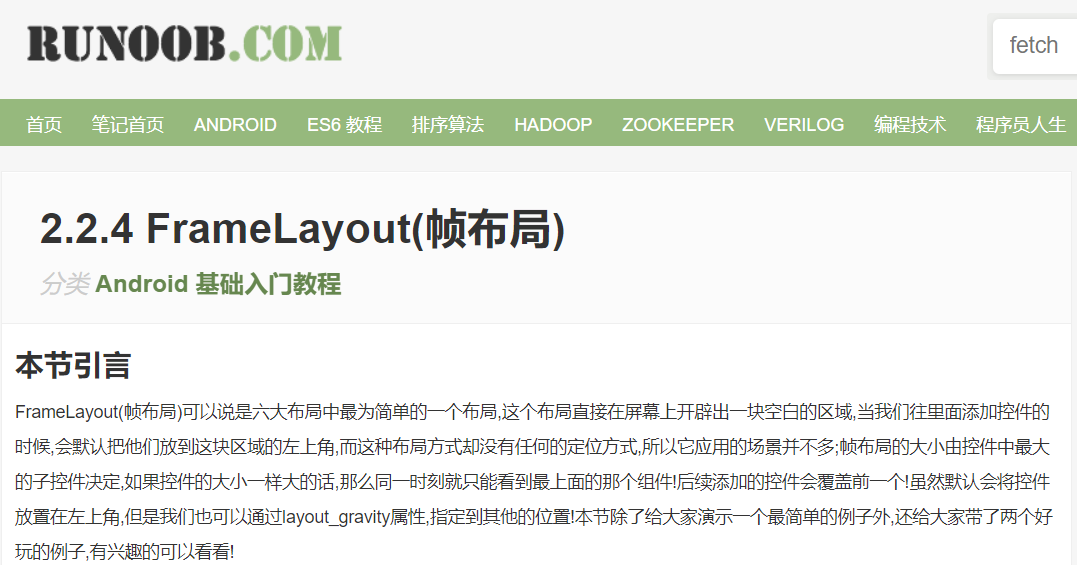 RUNOOB.COM
fetch
首页 笔记首页 ANDROID ES6 教程 排序算法 HADOOP ZOOKEEPER VERILOG 编程技术 程序员人生
2.2.4 FrameLayout(帧布局)
分类 Android 基础入门教程
本节引言
FrameLayout(帧布局)可以说是六大布局中最为简单的一个布局,这个布局直接在屏幕上开辟出一块空白的区域,当我们往里面添加控件的
时候,会默认把他们放到这块区域的左上角,而这种布局方式却没有任何的定位方式,所以它应用的场景并不多;帧布局的大小由控件中最大
的子控件决定,如果控件的大小一样大的话,那么同一时刻就只能看到最上面的那个组件!后续添加的控件会覆盖前一个!虽然默认会将控件
放置在左上角,但是我们也可以通过layout_gravity属性,指定到其他的位置!本节除了给大家演示一个最简单的例子外,还给大家带了两个好
玩的例子,有兴趣的可以看看!